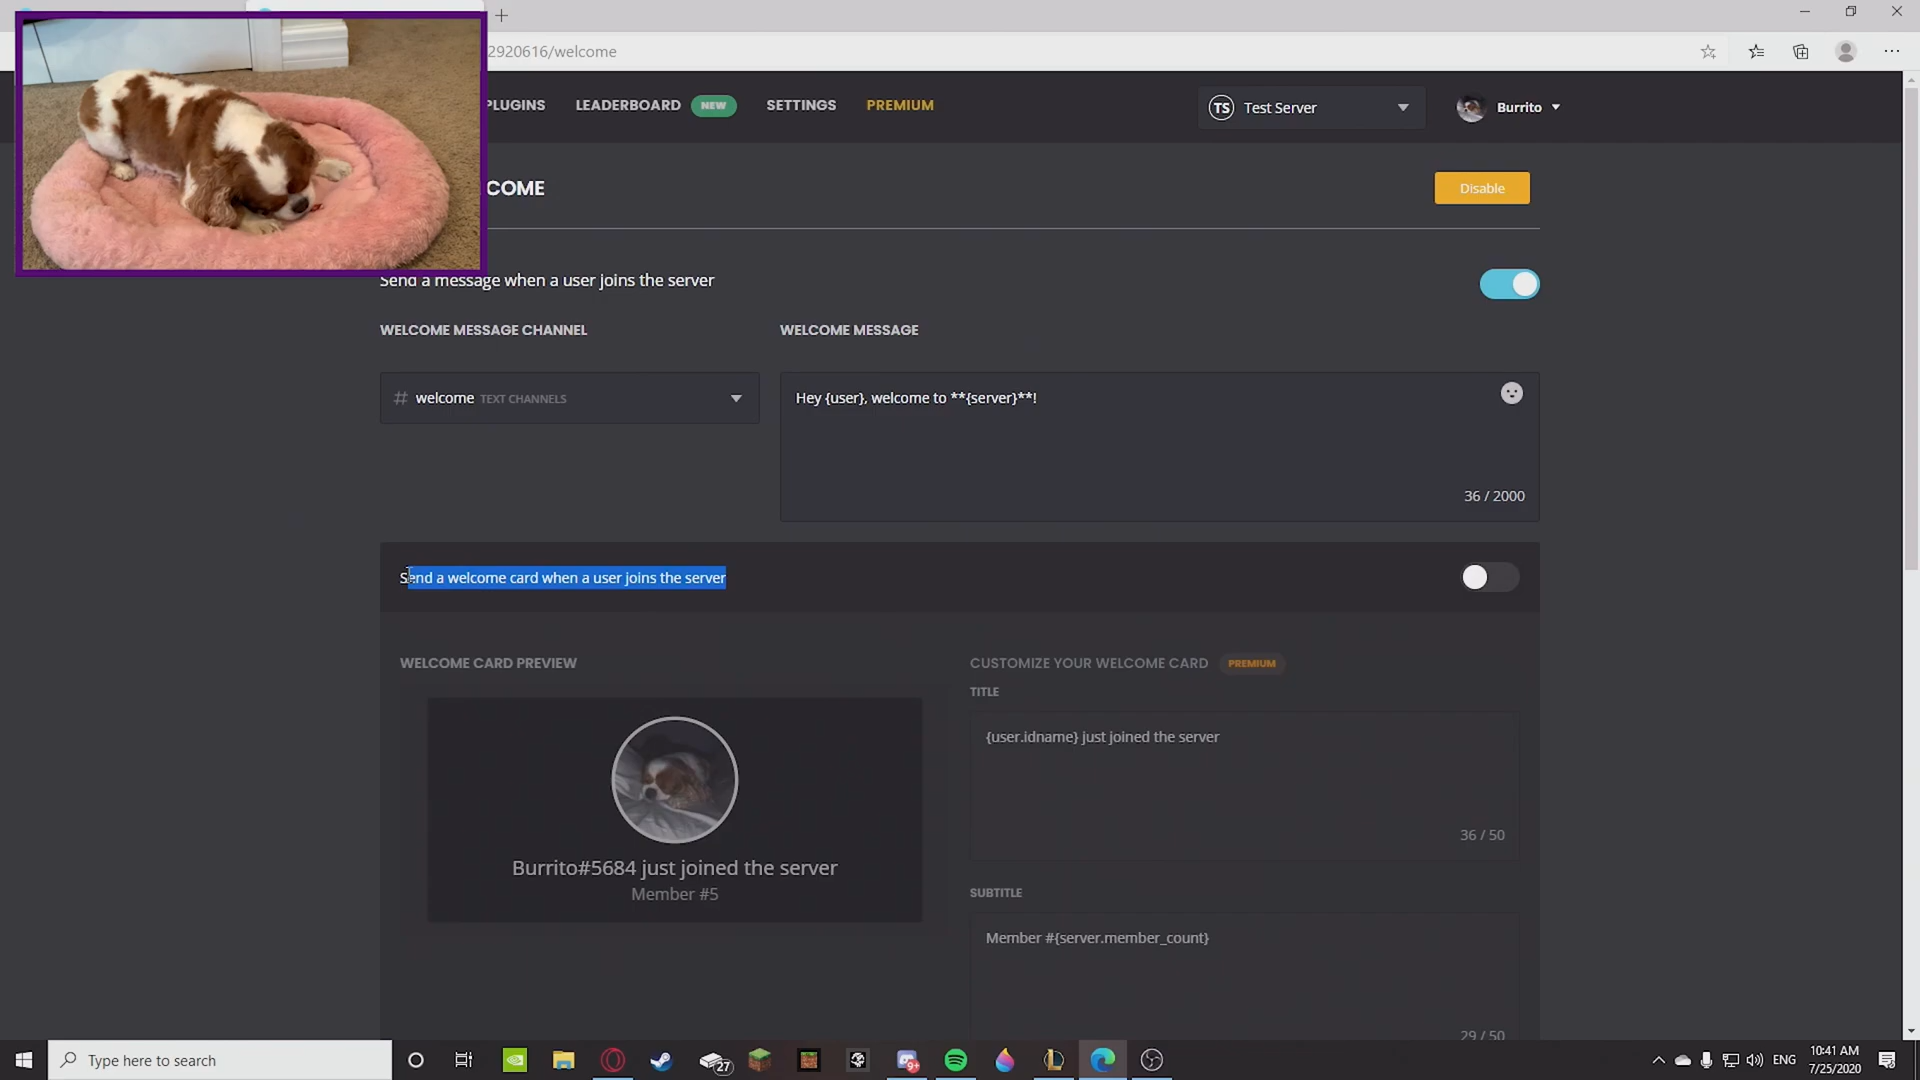 2920616/welcome
PLUGINS LEADERBOARD NEW SETTINGS PREMIUM TS Test Server Burrito
COME Disable
Send a message when a user joins the server
WELCOME MESSAGE CHANNEL WELCOME MESSAGE
# welcome TEXT CHANNELS Hey {user}, welcome to **{server}**!
36 / 2000
Send a welcome card when a user joins the server
WELCOME CARD PREVIEW CUSTOMIZE YOUR WELCOME CARD PREMIUM
TITLE
{user.idname} just joined the server
36 / 50
Burrito#5684 just joined the server
Member #5
SUBTITLE
Member #{server.member_count}
29 / 50
Type here to search 27 9+ ENG 10:41 AM
7/25/2020